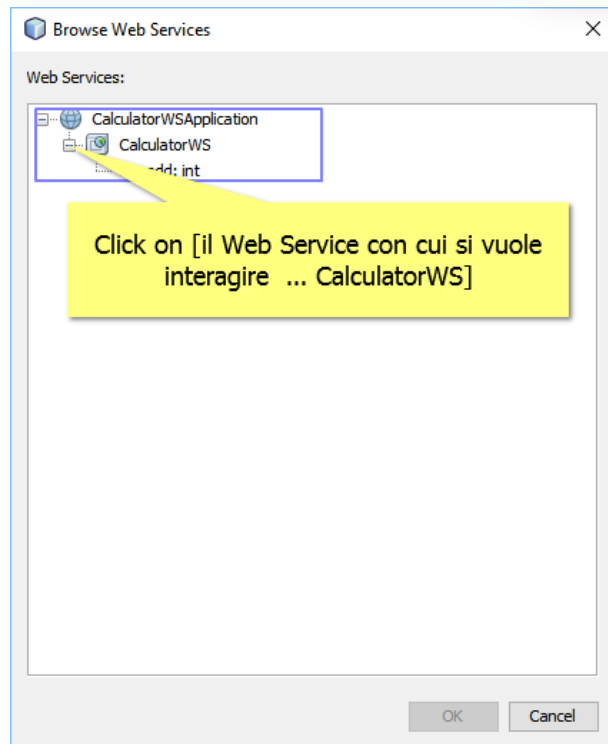 Browse Web Services
Web Services:
CalculatorWSApplication
CalculatorWS
int
Click on [il Web Service con cui si vuole
interagire ... CalculatorWS]
OK
Cancel